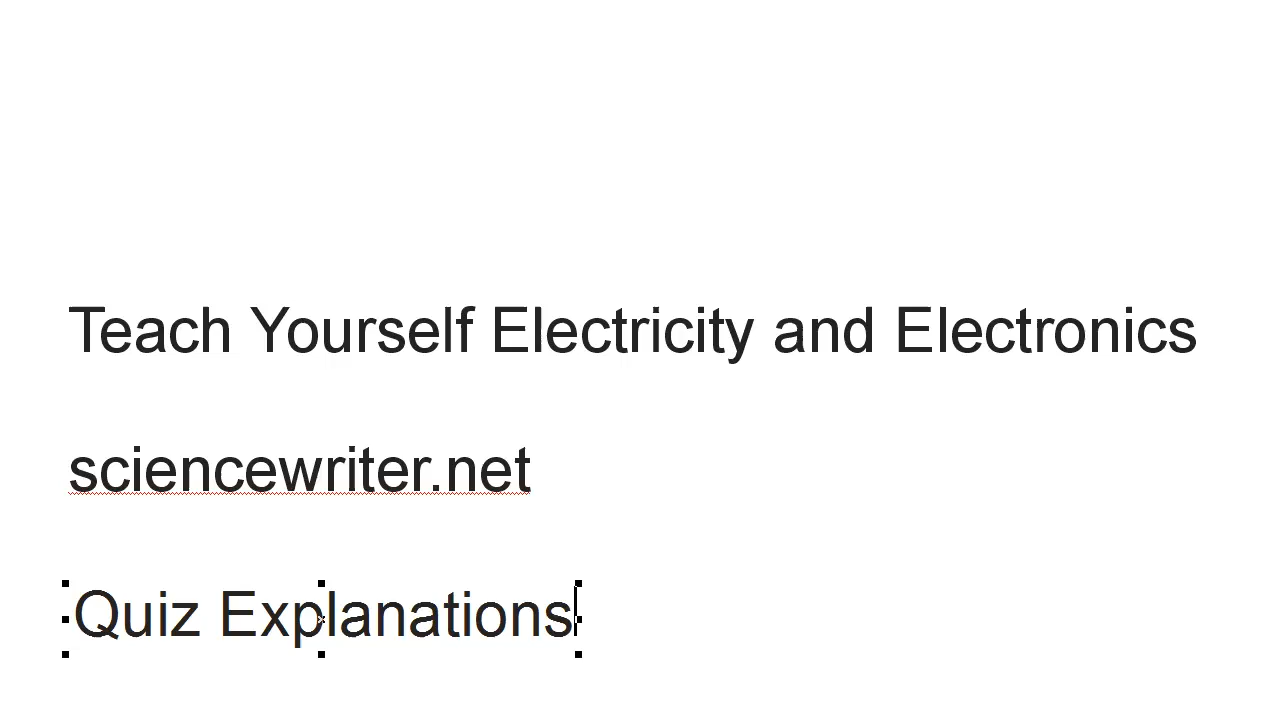 Teach Yourself Electricity and Electronics
sciencewriter.net
Quiz Explanations